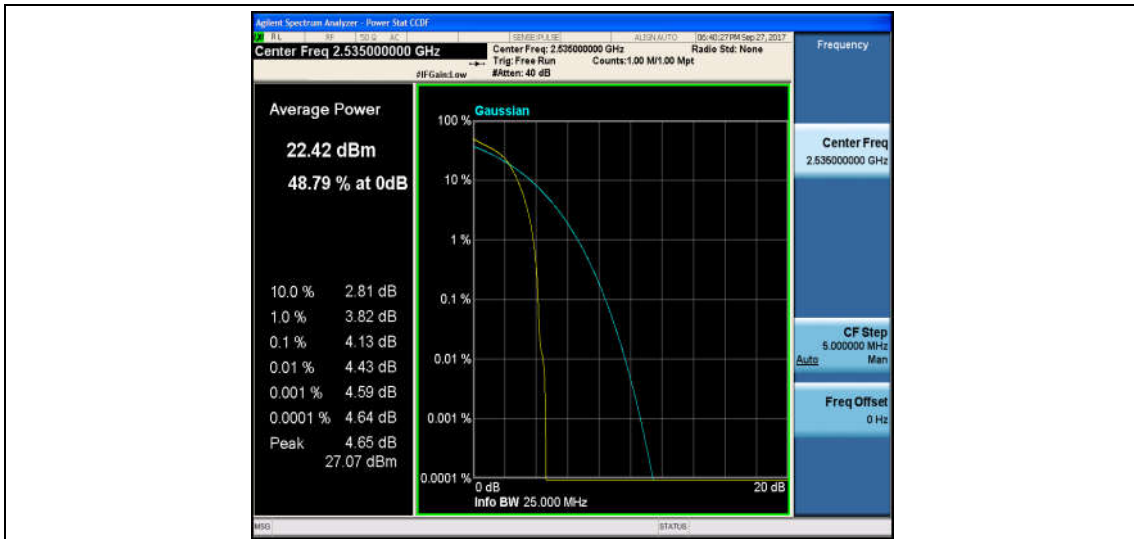 Agilent Spectrum Analyzer - Power Stat CCDF
RL RF 50 Ω AC SENSE:PULSE ALIGN AUTO 06:40:27 PM Sep 27, 2017
Center Freq 2.535000000 GHz
Center Freq: 2.535000000 GHz Radio Std: None
Trig: Free Run Counts:1.00 M/1.00 Mpt
#IFGain:Low #Atten: 40 dB
Frequency
Average Power
22.42 dBm
48.79 % at 0dB
10.0 % 2.81 dB
1.0 % 3.82 dB
0.1 % 4.13 dB
0.01 % 4.43 dB
0.001 % 4.59 dB
0.0001 % 4.64 dB
Peak 4.65 dB
27.07 dBm
Gaussian
100 %
10 %
1 %
0.1 %
0.01 %
0.001 %
0.0001 %
0 dB 20 dB
Info BW 25.000 MHz
Center Freq
2.535000000 GHz
CF Step
5.000000 MHz
Auto Man
Freq Offset
0 Hz
MSG STATUS